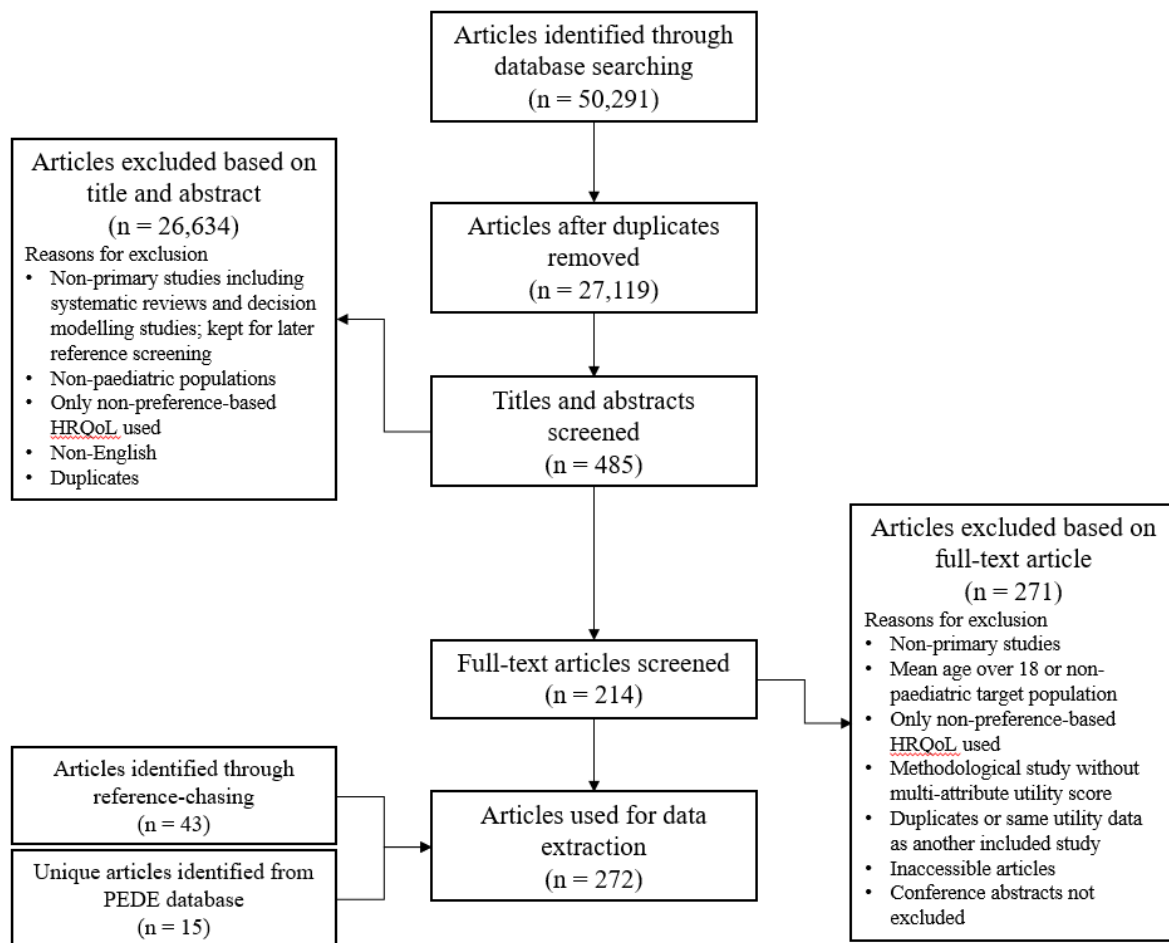 Articles identified through
database searching
(n = 50,291)
Articles excluded based on
title and abstract
(n = 26,634)
Reasons for exclusion
• Non-primary studies including
systematic reviews and decision
modelling studies; kept for later
reference screening
• Non-paediatric populations
• Only non-preference-based
HRQoL used
• Non-English
• Duplicates
Articles after duplicates
removed
(n = 27,119)
Titles and abstracts
screened
(n = 485)
Articles excluded based on
full-text article
(n = 271)
Reasons for exclusion
• Non-primary studies
• Mean age over 18 or non-
paediatric target population
• Only non-preference-based
HRQoL used
• Methodological study without
multi-attribute utility score
• Duplicates or same utility data
as another included study
• Inaccessible articles
• Conference abstracts not
excluded
Full-text articles screened
(n = 214)
Articles identified through
reference-chasing
(n = 43)
Unique articles identified from
PEDE database
(n = 15)
Articles used for data
extraction
(n = 272)